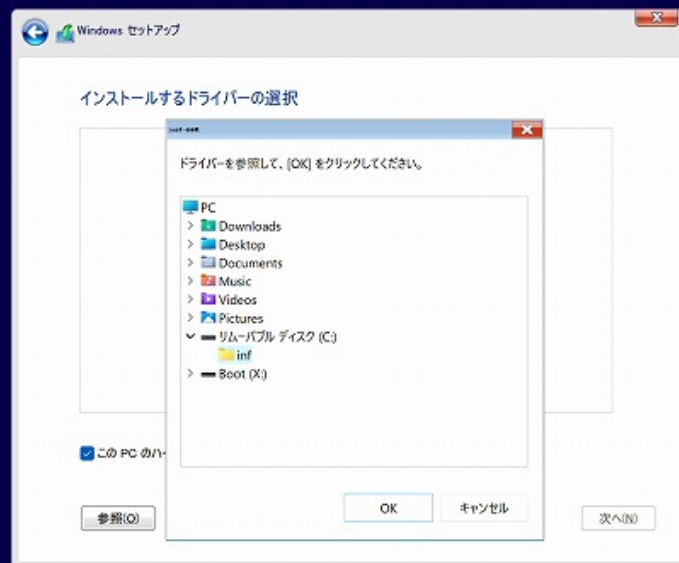 Windows セットアップ
インストールするドライバーの選択
ドライバーを参照して、[OK] をクリックしてください。
PC
Downloads
Desktop
Documents
Music
Videos
Pictures
リムーバブル ディスク (C:)
inf
Boot (X:)
この PC のハー
OK
キャンセル
参照(O)
次へ(N)